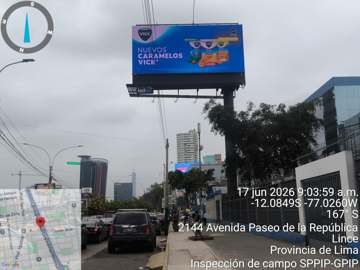 VICK
NUEVOS
CARAMELOS
VICK
17 jun 2026 9:03:59 a. m.
-12.0849S -77.0260W
167° S
2144 Avenida Paseo de la República
Lince
Provincia de Lima
Inspección de campo SPPIP-GPIP